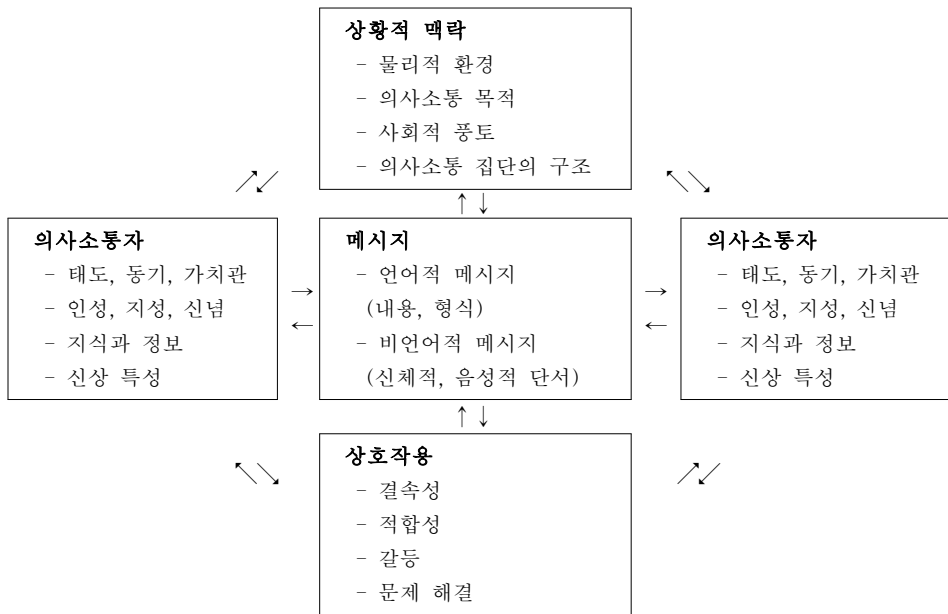 상황적 맥락
- 물리적 환경
- 의사소통 목적
- 사회적 풍토
- 의사소통 집단의 구조
↗↙
↖↘
↑↓
의사소통자
- 태도, 동기, 가치관
- 인성, 지성, 신념
- 지식과 정보
- 신상 특성
→
←
메시지
- 언어적 메시지
(내용, 형식)
- 비언어적 메시지
(신체적, 음성적 단서)
→
←
의사소통자
- 태도, 동기, 가치관
- 인성, 지성, 신념
- 지식과 정보
- 신상 특성
↑↓
↖↘
↗↙
상호작용
- 결속성
- 적합성
- 갈등
- 문제 해결